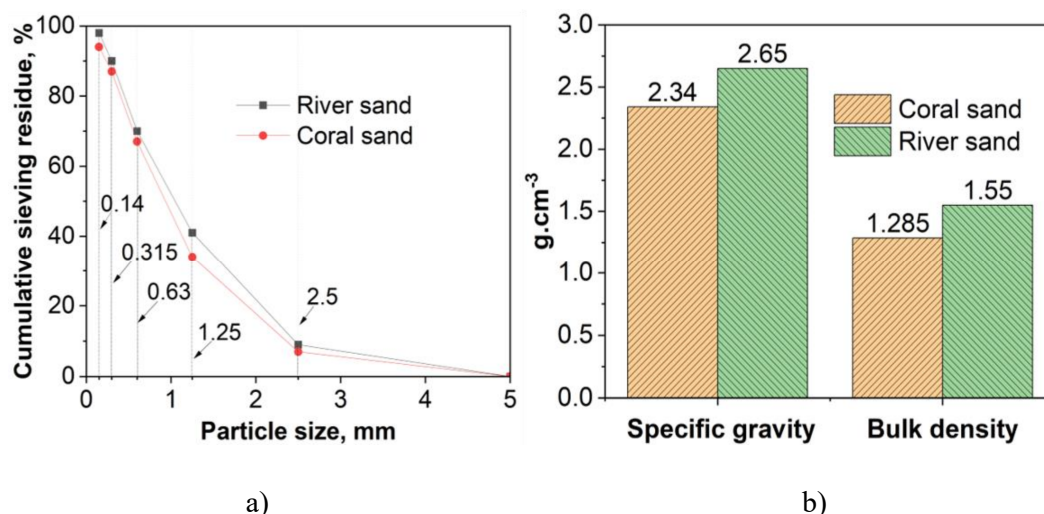 Cumulative sieving residue, %
100
80
60
40
20
0
River sand
Coral sand
0.14
0.315
0.63
1.25
2.5
0 1 2 3 4 5
Particle size, mm
a)
g.cm-3
3.0
2.5
2.0
1.5
1.0
0.5
0.0
2.34
2.65
1.285
1.55
Coral sand
River sand
Specific gravity Bulk density
b)